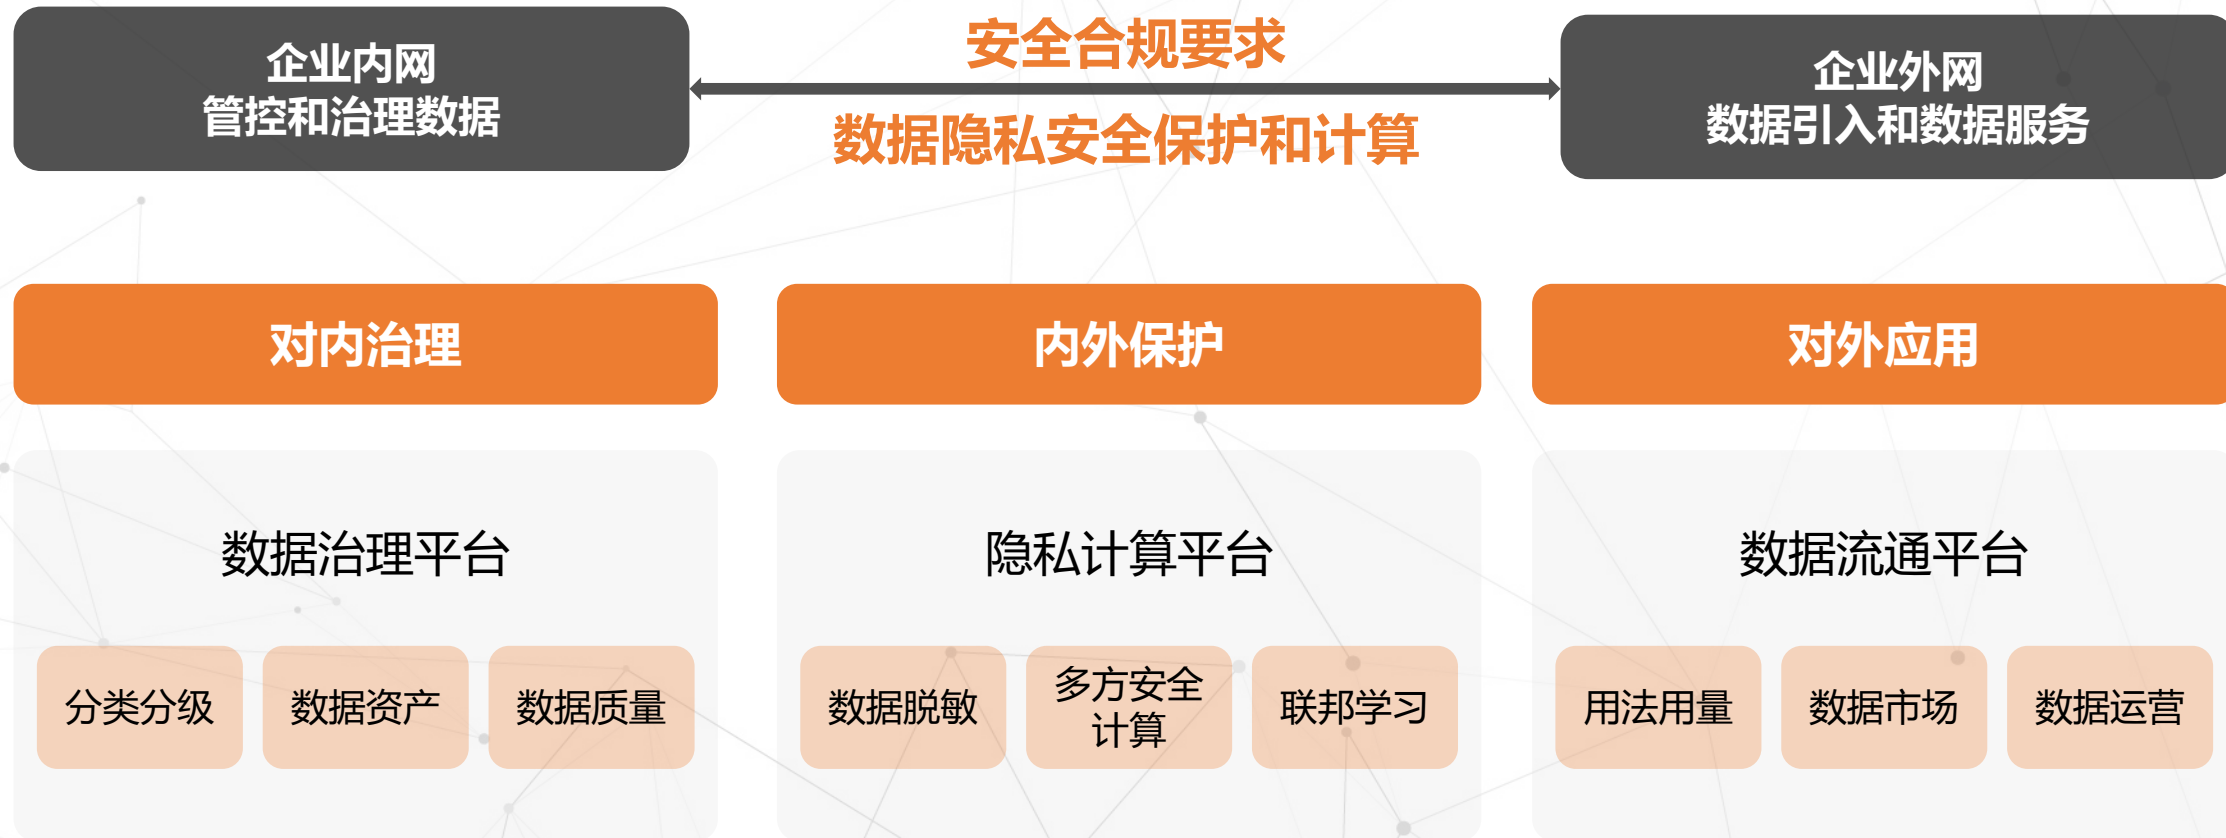 企业内网
管控和治理数据
安全合规要求
数据隐私安全保护和计算
企业外网
数据引入和数据服务
对内治理
内外保护
对外应用
数据治理平台
隐私计算平台
数据流通平台
分类分级
数据资产
数据质量
数据脱敏
多方安全
计算
联邦学习
用法用量
数据市场
数据运营